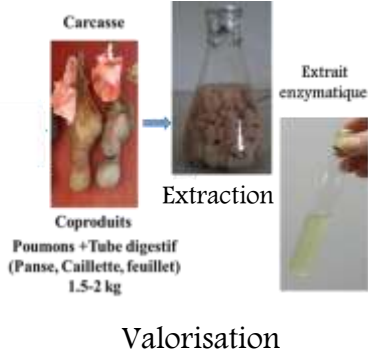 Carcasse
Extrait
enzymatique
Extraction
Coproduits
Poumons +Tube digestif
(Panse, Caillette, feuillet)
1.5-2 kg
Valorisation